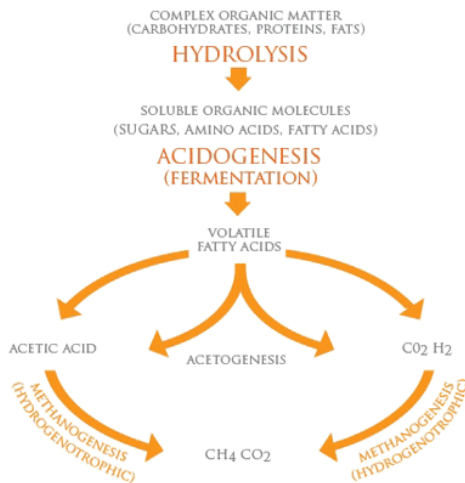 COMPLEX ORGANIC MATTER
(CARBOHYDRATES, PROTEINS, FATS)
HYDROLYSIS
SOLUBLE ORGANIC MOLECULES
(SUGARS, AMINO ACIDS, FATTY ACIDS)
ACIDOGENESIS
(FERMENTATION)
VOLATILE
FATTY ACIDS
ACETIC ACID
ACETOGENESIS
C02 H2
METHANOGENESIS
(HYDROGENOTROPHIC)
METHANOGENESIS
(HYDROGENOTROPHIC)
CH4 CO2